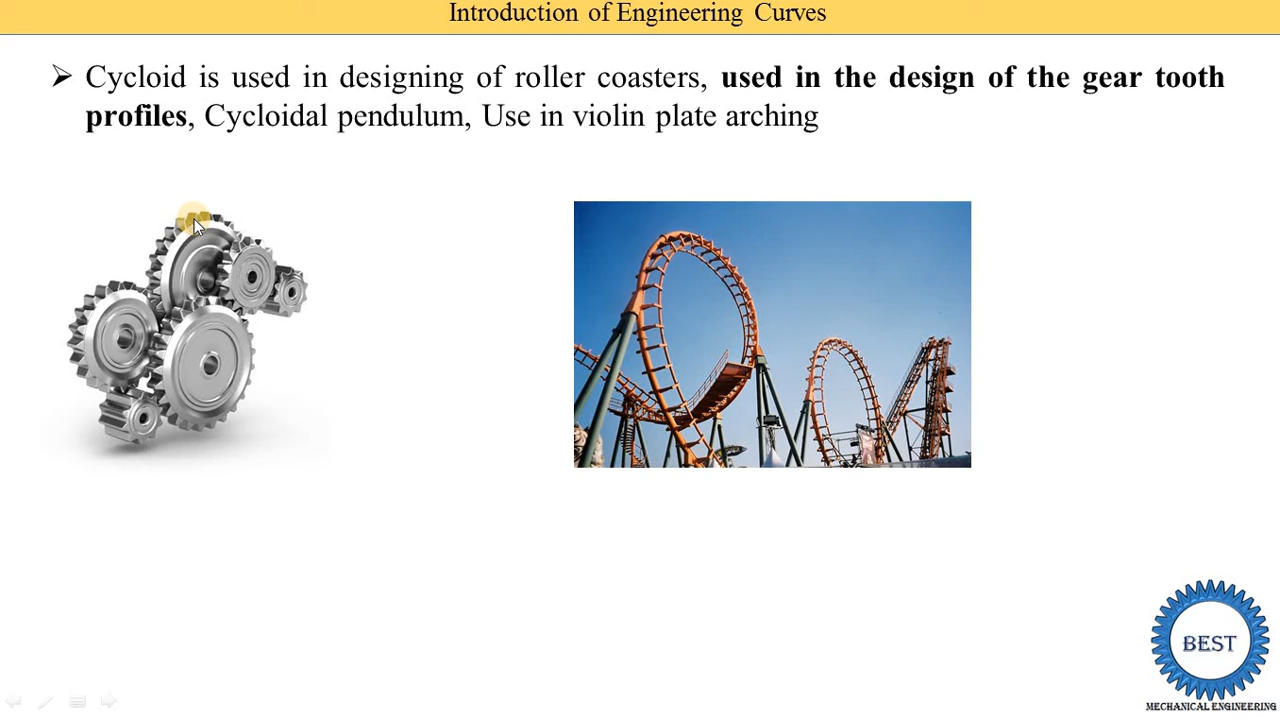 Introduction of Engineering Curves
➢ Cycloid is used in designing of roller coasters, used in the design of the gear tooth
profiles, Cycloidal pendulum, Use in violin plate arching
BEST
MECHANICAL ENGINEERING